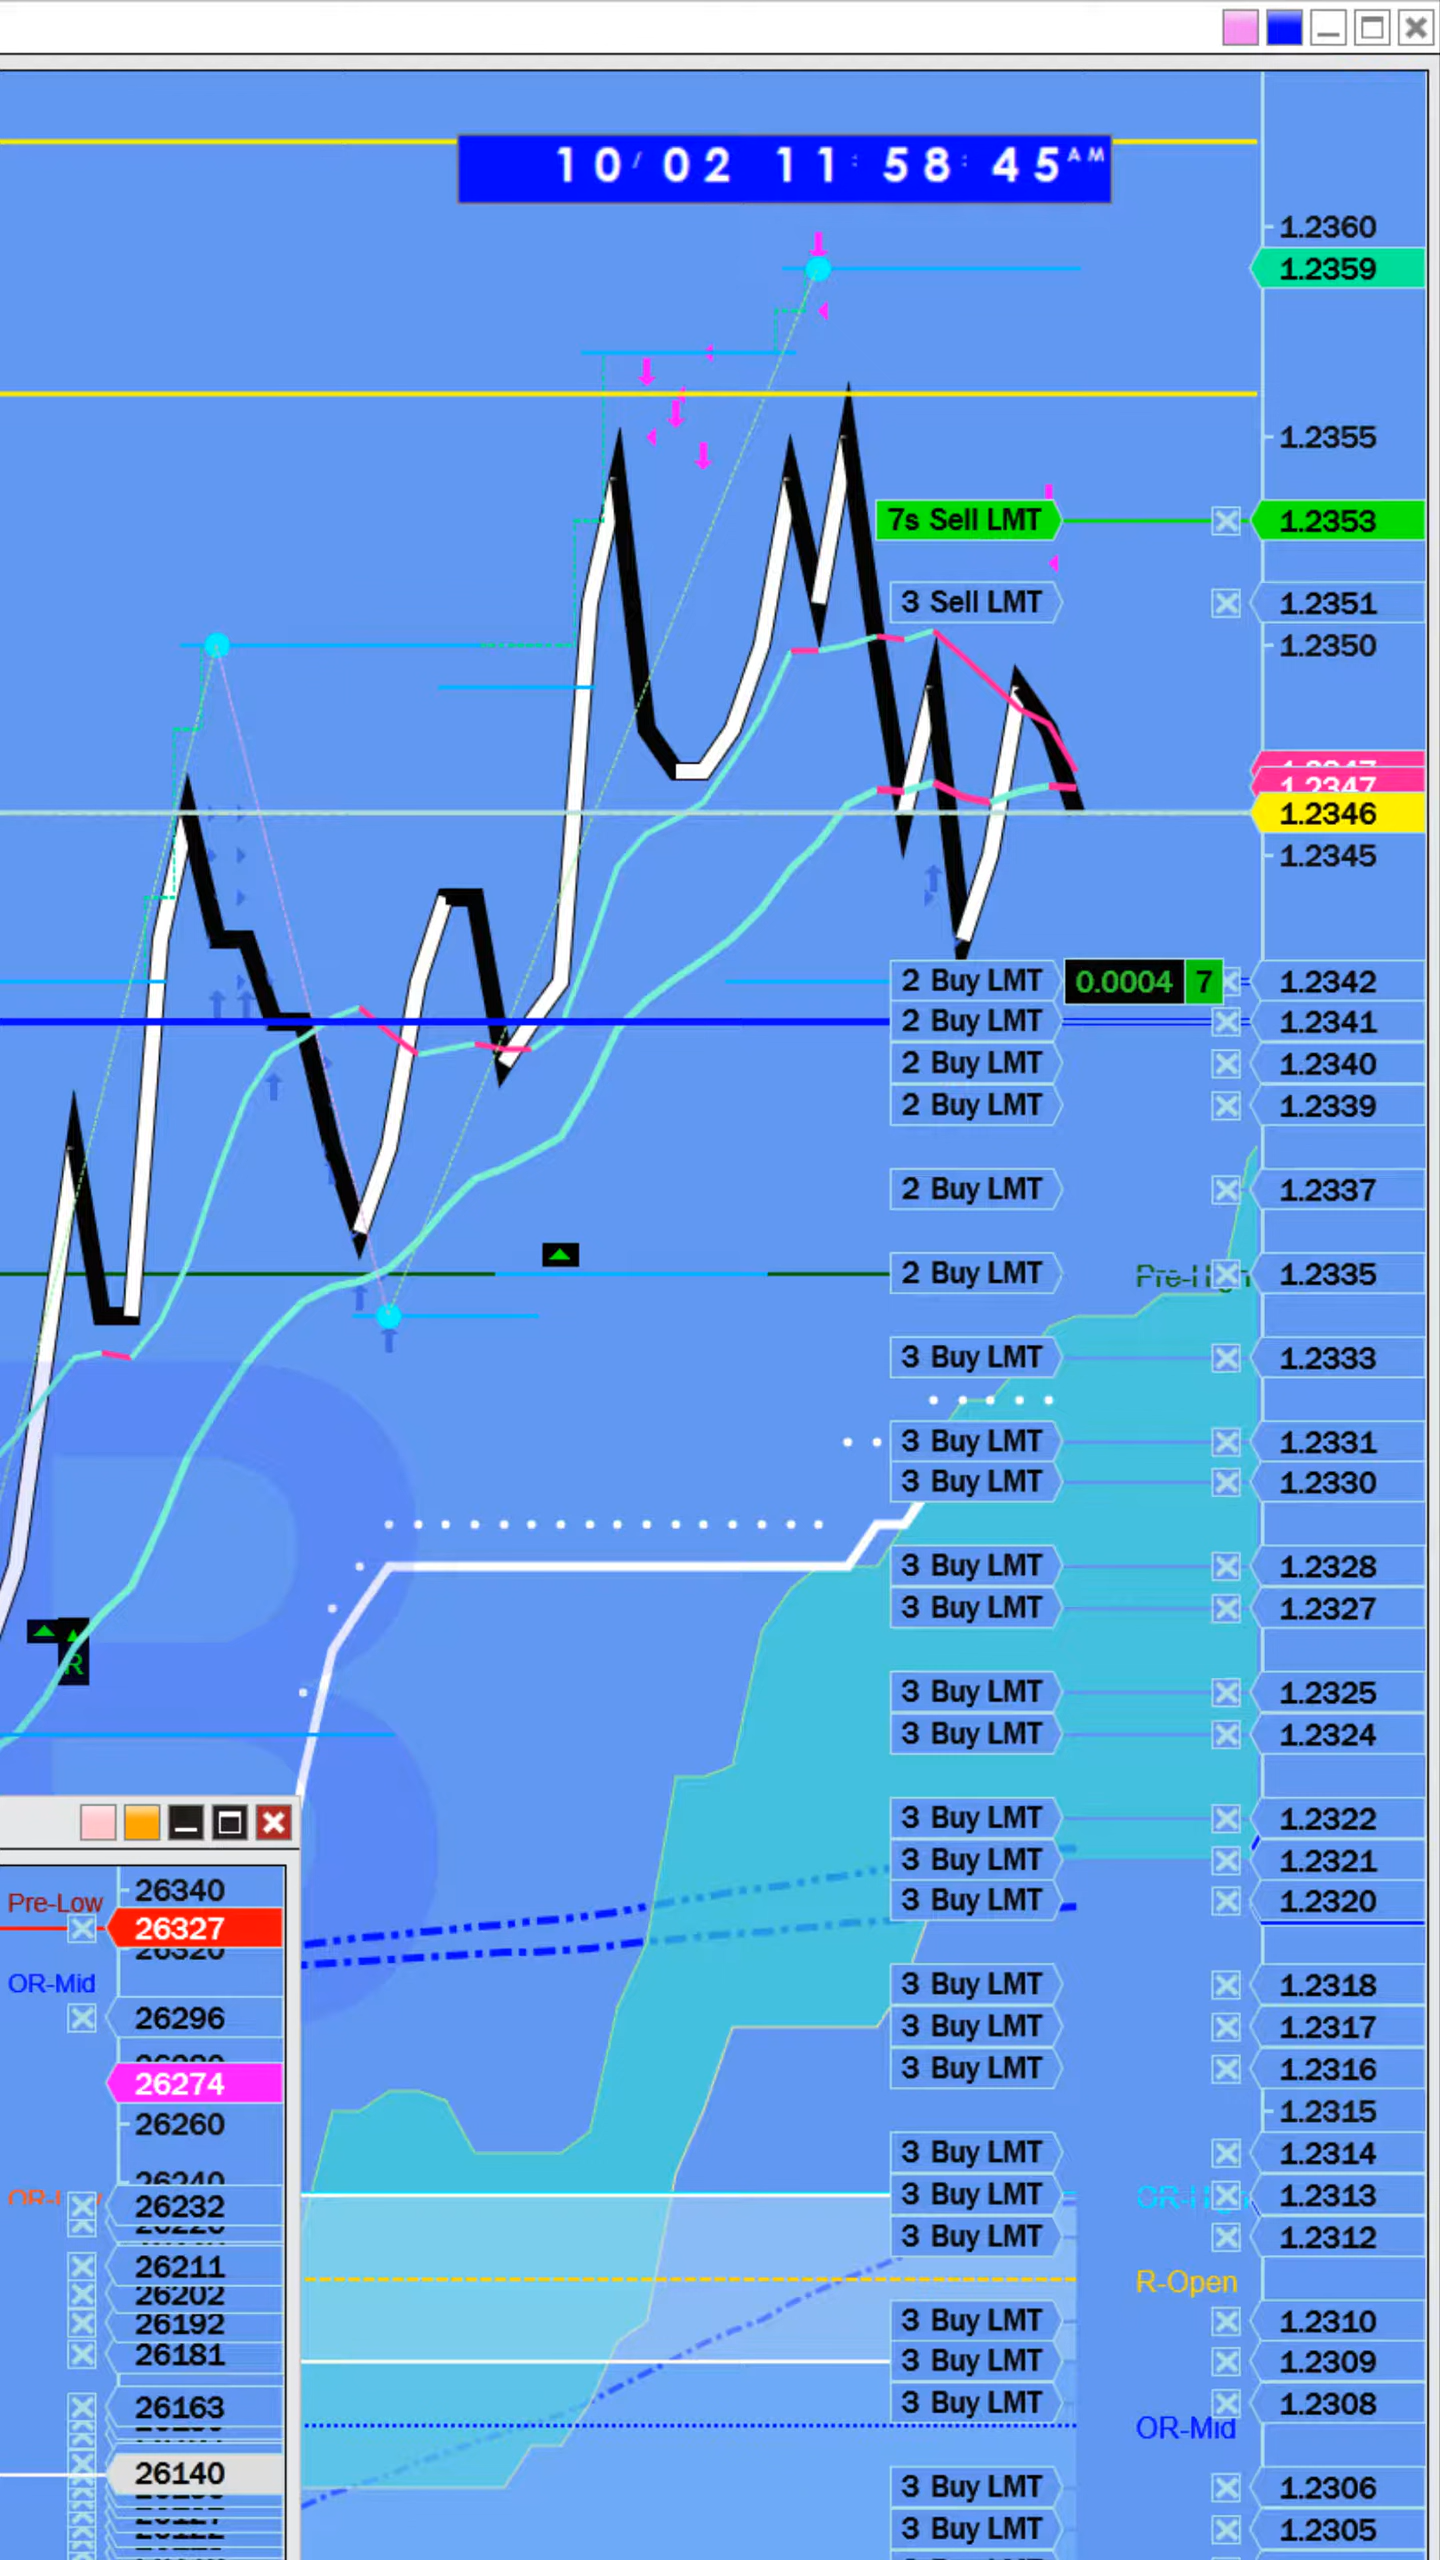 10/02 11:58:45 AM
1.2360
1.2359
1.2355
7s Sell LMT 1.2353
3 Sell LMT 1.2351
1.2350
1.2347
1.2346
1.2345
2 Buy LMT 0.0004 7 1.2342
2 Buy LMT 1.2341
2 Buy LMT 1.2340
2 Buy LMT 1.2339
2 Buy LMT 1.2337
2 Buy LMT Pre-High 1.2335
3 Buy LMT 1.2333
3 Buy LMT 1.2331
3 Buy LMT 1.2330
3 Buy LMT 1.2328
3 Buy LMT 1.2327
R
3 Buy LMT 1.2325
3 Buy LMT 1.2324
3 Buy LMT 1.2322
3 Buy LMT 1.2321
3 Buy LMT 1.2320
3 Buy LMT 1.2318
3 Buy LMT 1.2317
3 Buy LMT 1.2316
1.2315
3 Buy LMT 1.2314
3 Buy LMT OR-High 1.2313
3 Buy LMT 1.2312
R-Open
3 Buy LMT 1.2310
3 Buy LMT 1.2309
3 Buy LMT 1.2308
OR-Mid
3 Buy LMT 1.2306
3 Buy LMT 1.2305
26340
Pre-Low
26327
26320
OR-Mid
26296
26274
26260
26240
26232
26211
26202
26192
26181
26163
26140